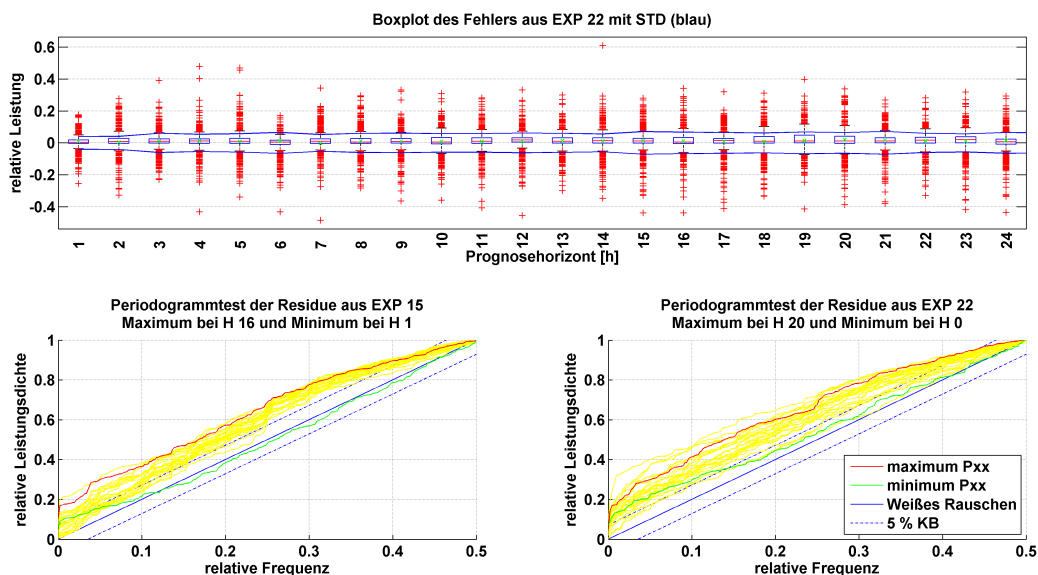 Boxplot des Fehlers aus EXP 22 mit STD (blau)
relative Leistung
0.6
0.4
0.2
0
-0.2
-0.4
1 2 3 4 5 6 7 8 9 10 11 12 13 14 15 16 17 18 19 20 21 22 23 24
Prognosehorizont [h]
Periodogrammtest der Residue aus EXP 15
Maximum bei H 16 und Minimum bei H 1
relative Leistungsdichte
1
0.8
0.6
0.4
0.2
0
0 0.1 0.2 0.3 0.4 0.5
relative Frequenz
Periodogrammtest der Residue aus EXP 22
Maximum bei H 20 und Minimum bei H 0
relative Leistungsdichte
1
0.8
0.6
0.4
0.2
0
maximum Pxx
minimum Pxx
Weißes Rauschen
5 % KB
0 0.1 0.2 0.3 0.4 0.5
relative Frequenz